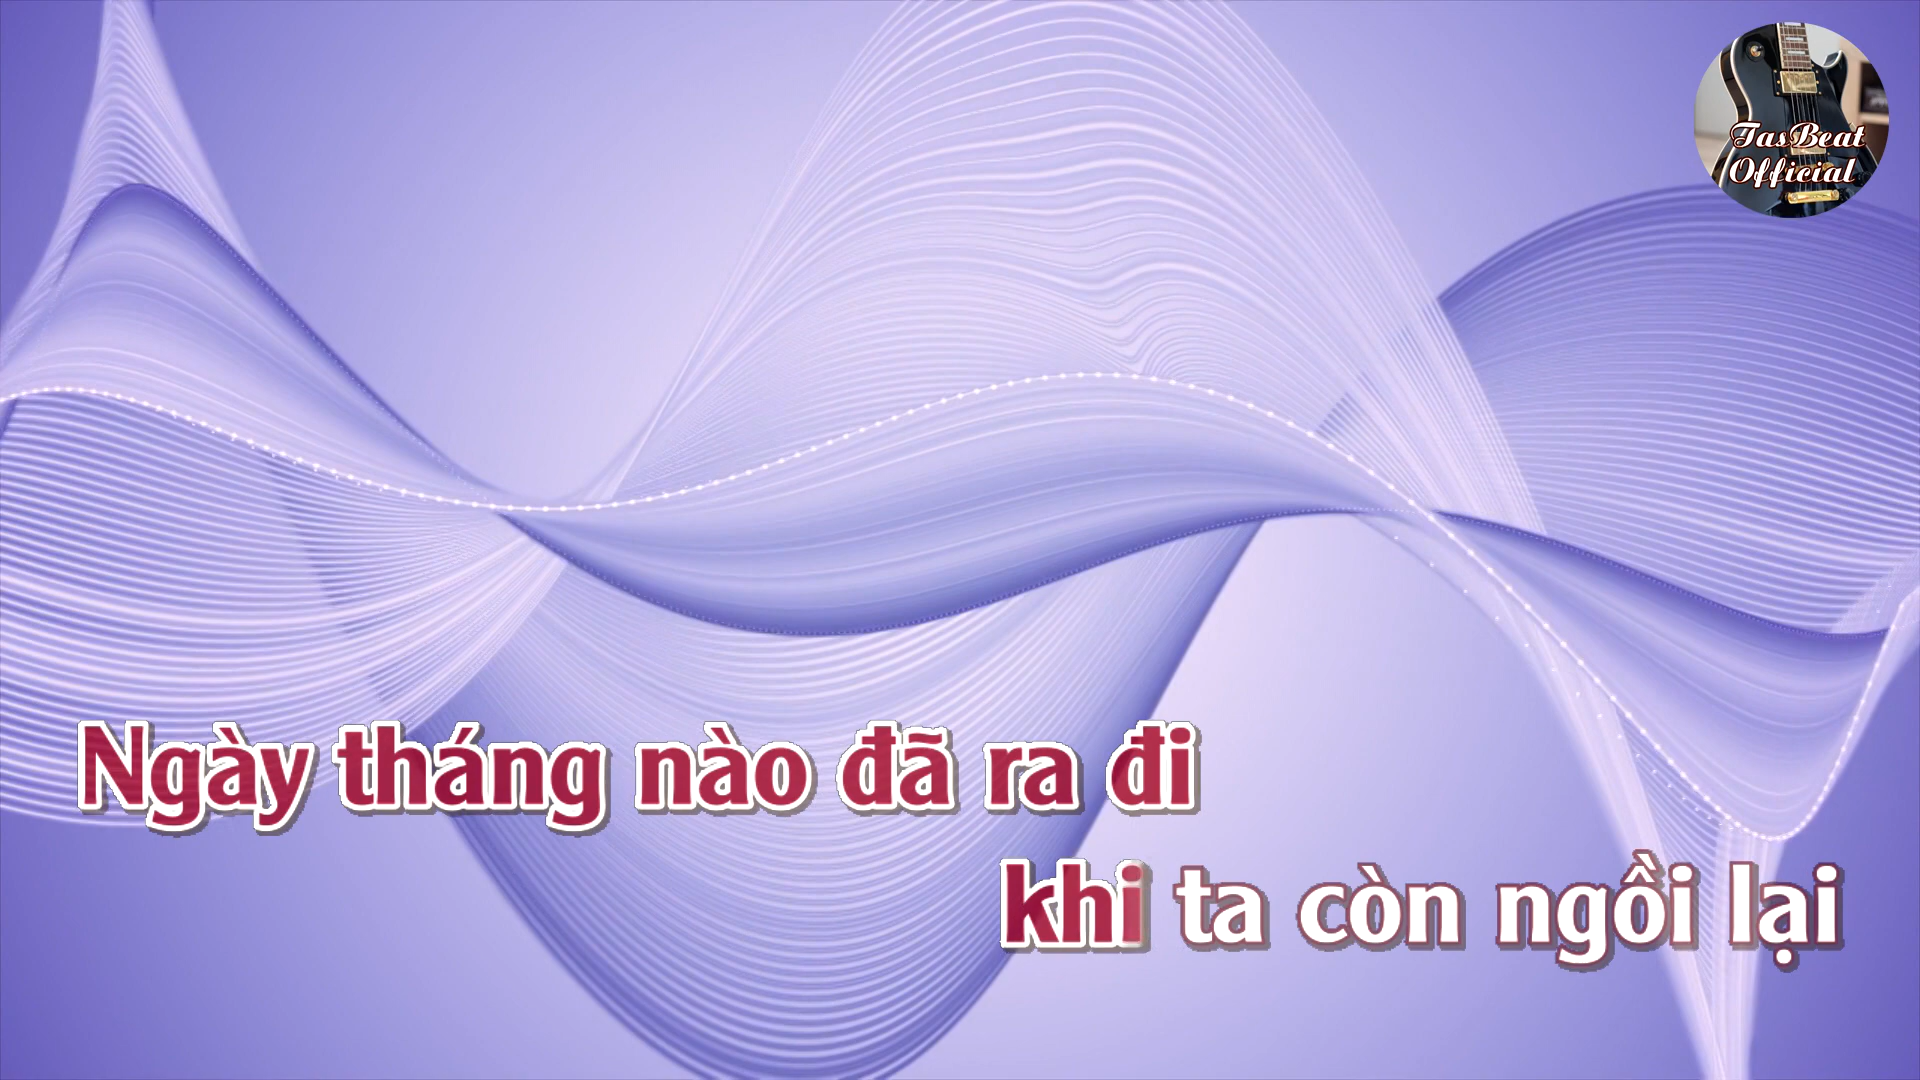 TasBeat
Official
Ngày tháng nào đã ra đi
khi ta còn ngồi lại